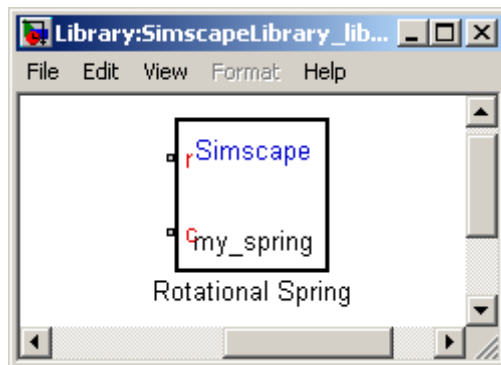 Library:SimscapeLibrary_lib...
File Edit View Format Help
Simscape
r
c
my_spring
Rotational Spring